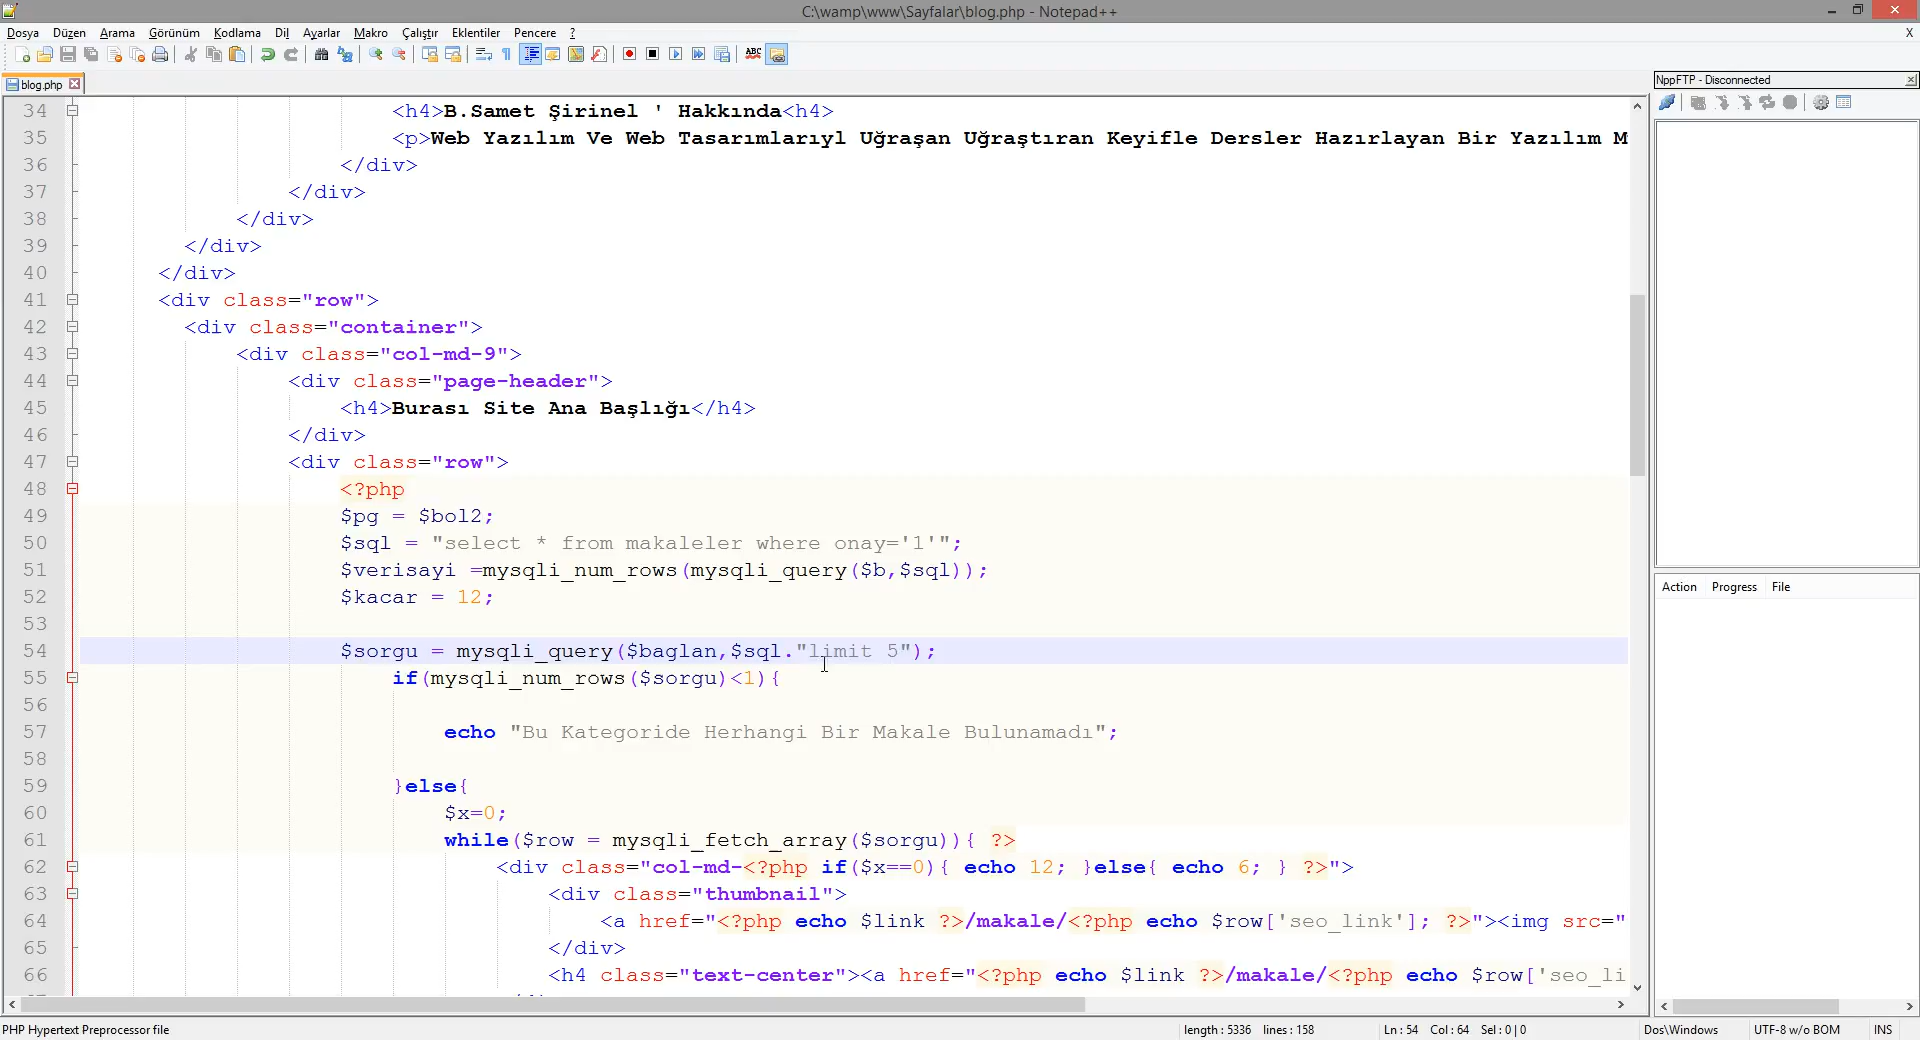 C:\wamp\www\Sayfalar\blog.php - Notepad++
Dosya Düzen Arama Görünüm Kodlama Dil Ayarlar Makro Çalıştır Eklentiler Pencere ? X
ABC
blog.php
34 <h4>B.Samet Şirinel ' Hakkında<h4>
35 <p>Web Yazılım Ve Web Tasarımlarıyl Uğraşan Uğraştıran Keyifle Dersler Hazırlayan Bir Yazılım M
36 </div>
37 </div>
38 </div>
39 </div>
40 </div>
41 <div class="row">
42 <div class="container">
43 <div class="col-md-9">
44 <div class="page-header">
45 <h4>Burası Site Ana Başlığı</h4>
46 </div>
47 <div class="row">
48 <?php
49 $pg = $bol2;
50 $sql = "select * from makaleler where onay='1'";
51 $verisayi =mysqli_num_rows(mysqli_query($b,$sql));
52 $kacar = 12;
53
54 $sorgu = mysqli_query($baglan,$sql."limit 5");
55 if(mysqli_num_rows($sorgu)<1){
56
57 echo "Bu Kategoride Herhangi Bir Makale Bulunamadı";
58
59 }else{
60 $x=0;
61 while($row = mysqli_fetch_array($sorgu)){ ?>
62 <div class="col-md-<?php if($x==0){ echo 12; }else{ echo 6; } ?>">
63 <div class="thumbnail">
64 <a href="<?php echo $link ?>/makale/<?php echo $row['seo_link']; ?>"><img src="
65 </div>
66 <h4 class="text-center"><a href="<?php echo $link ?>/makale/<?php echo $row['seo_li
NppFTP - Disconnected
Action Progress File
PHP Hypertext Preprocessor file
length : 5336 lines : 158
Ln : 54 Col : 64 Sel : 0 | 0
Dos\Windows
UTF-8 w/o BOM
INS